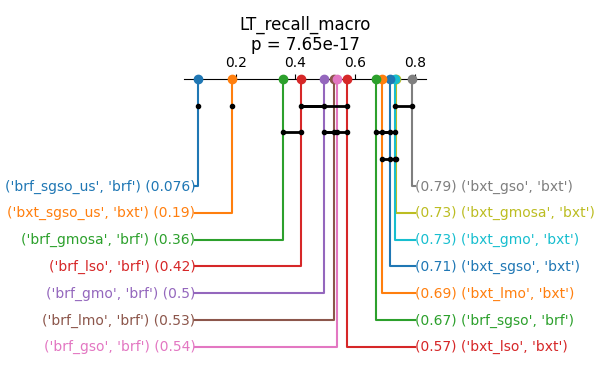 LT_recall_macro
p = 7.65e-17
0.2 0.4 0.6 0.8
('brf_sgso_us', 'brf') (0.076) (0.79) ('bxt_gso', 'bxt')
('bxt_sgso_us', 'bxt') (0.19) (0.73) ('bxt_gmosa', 'bxt')
('brf_gmosa', 'brf') (0.36) (0.73) ('bxt_gmo', 'bxt')
('brf_lso', 'brf') (0.42) (0.71) ('bxt_sgso', 'bxt')
('brf_gmo', 'brf') (0.5) (0.69) ('bxt_lmo', 'bxt')
('brf_lmo', 'brf') (0.53) (0.67) ('brf_sgso', 'brf')
('brf_gso', 'brf') (0.54) (0.57) ('bxt_lso', 'bxt')